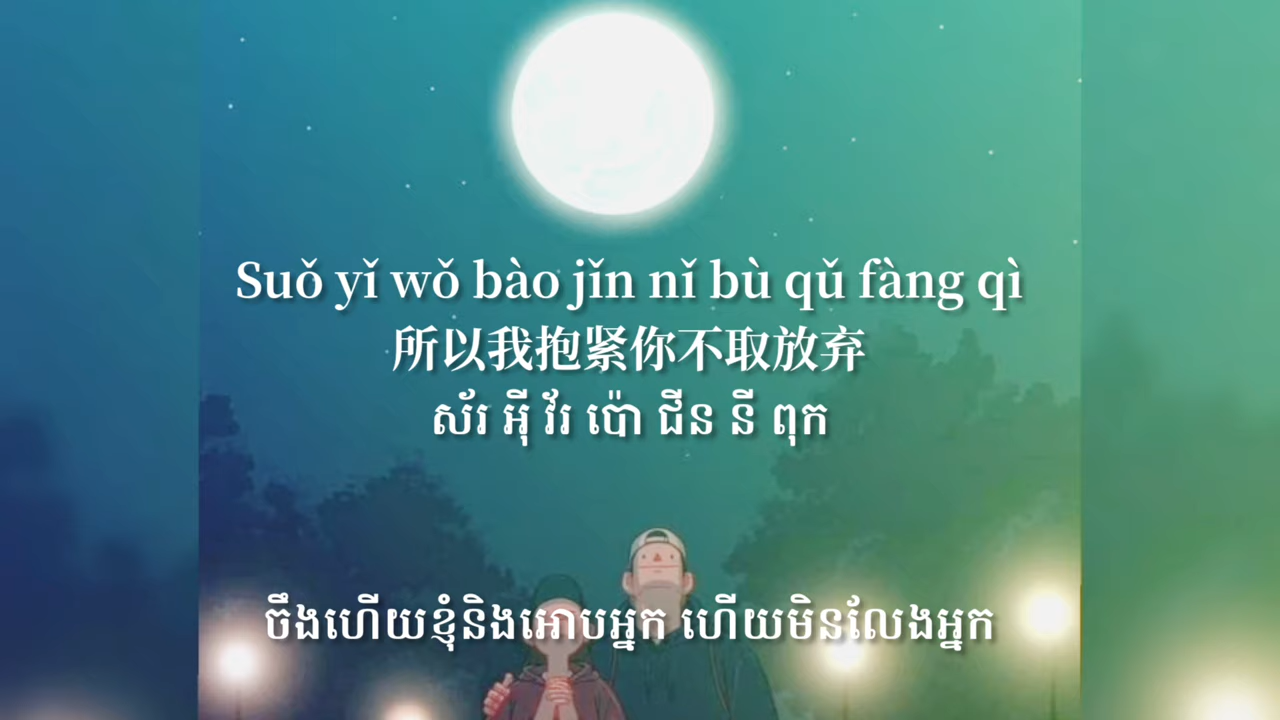 Suǒ yǐ wǒ bào jǐn nǐ bù qǔ fàng qì
所以我抱紧你不取放弃
ស័រ អ៊ី វ័រ ប៉ោ ជីន នី ពុក
ចឹងហើយខ្ញុំនិងអោបអ្នក ហើយមិនលែងអ្នក